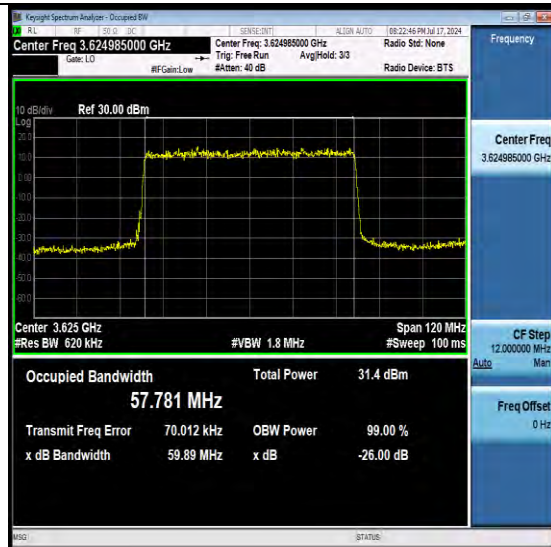 Keysight Spectrum Analyzer - Occupied BW
RL RF 50 Ω DC SENSE:INT ALIGN AUTO 08:22:46 PM Jul 17, 2024
Center Freq 3.624985000 GHz
Center Freq: 3.624985000 GHz
Radio Std: None
Frequency
Gate: LO
Trig: Free Run Avg|Hold: 3/3
#IFGain:Low
#Atten: 40 dB
Radio Device: BTS
10 dB/div Ref 30.00 dBm
Log
20.0
10.0
0.00
-10.0
-20.0
-30.0
-40.0
-50.0
-60.0
Center Freq
3.624985000 GHz
Center 3.625 GHz Span 120 MHz
#Res BW 620 kHz #VBW 1.8 MHz #Sweep 100 ms
CF Step
12.000000 MHz
Auto Man
Occupied Bandwidth Total Power 31.4 dBm
57.781 MHz
Transmit Freq Error 70.012 kHz OBW Power 99.00 %
x dB Bandwidth 59.89 MHz x dB -26.00 dB
Freq Offset
0 Hz
MSG STATUS